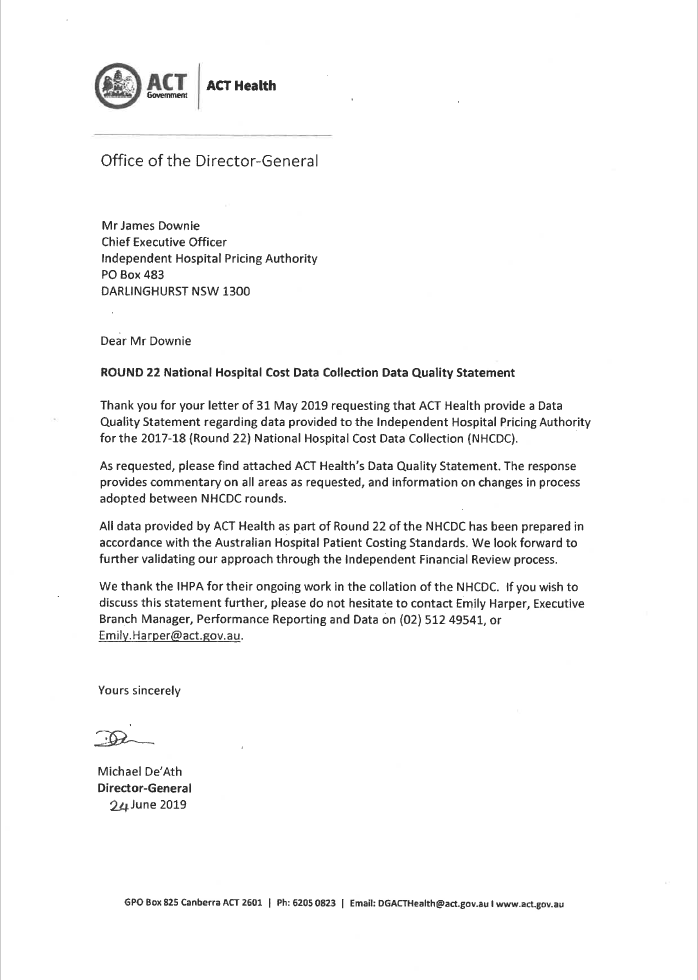 ACT
Government
ACT Health
Office of the Director-General
Mr James Downie
Chief Executive Officer
Independent Hospital Pricing Authority
PO Box 483
DARLINGHURST NSW 1300
Dear Mr Downie
ROUND 22 National Hospital Cost Data Collection Data Quality Statement
Thank you for your letter of 31 May 2019 requesting that ACT Health provide a Data
Quality Statement regarding data provided to the Independent Hospital Pricing Authority
for the 2017-18 (Round 22) National Hospital Cost Data Collection (NHCDC).
As requested, please find attached ACT Health's Data Quality Statement. The response
provides commentary on all areas as requested, and information on changes in process
adopted between NHCDC rounds.
All data provided by ACT Health as part of Round 22 of the NHCDC has been prepared in
accordance with the Australian Hospital Patient Costing Standards. We look forward to
further validating our approach through the Independent Financial Review process.
We thank the IHPA for their ongoing work in the collation of the NHCDC. If you wish to
discuss this statement further, please do not hesitate to contact Emily Harper, Executive
Branch Manager, Performance Reporting and Data on (02) 512 49541, or
Emily.Harper@act.gov.au.
Yours sincerely
Michael De'Ath
Director-General
24 June 2019
GPO Box 825 Canberra ACT 2601 | Ph: 6205 0823 | Email: DGACTHealth@act.gov.au I www.act.gov.au